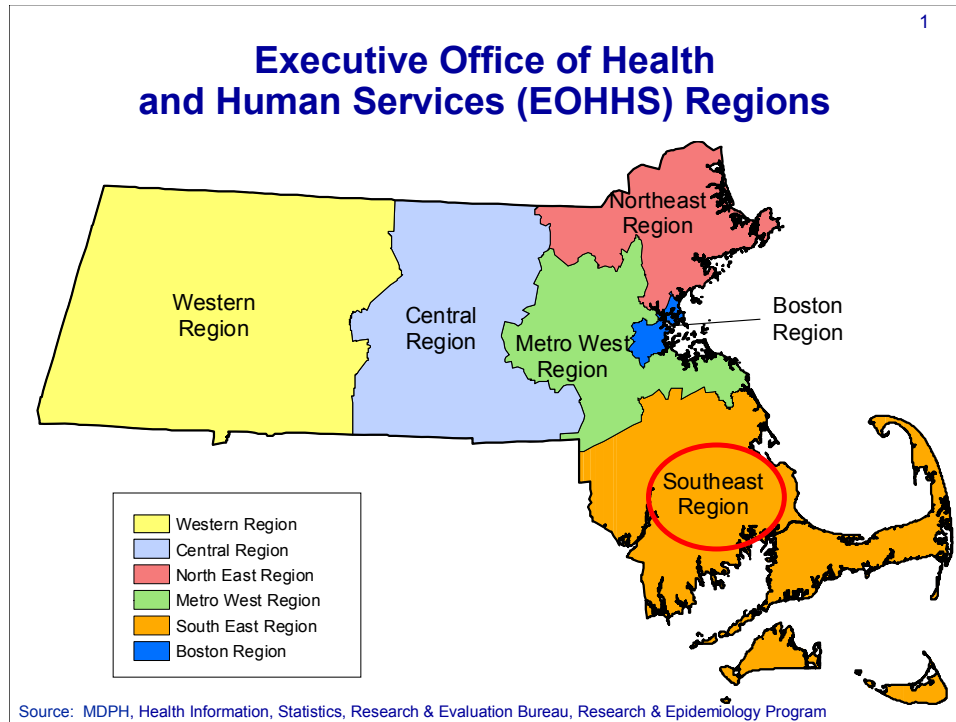 1
Executive Office of Health
and Human Services (EOHHS) Regions
Northeast
Region
Western
Region
Central
Region
Boston
Region
Metro West
Region
Southeast
Region
Western Region
Central Region
North East Region
Metro West Region
South East Region
Boston Region
Source: MDPH, Health Information, Statistics, Research & Evaluation Bureau, Research & Epidemiology Program